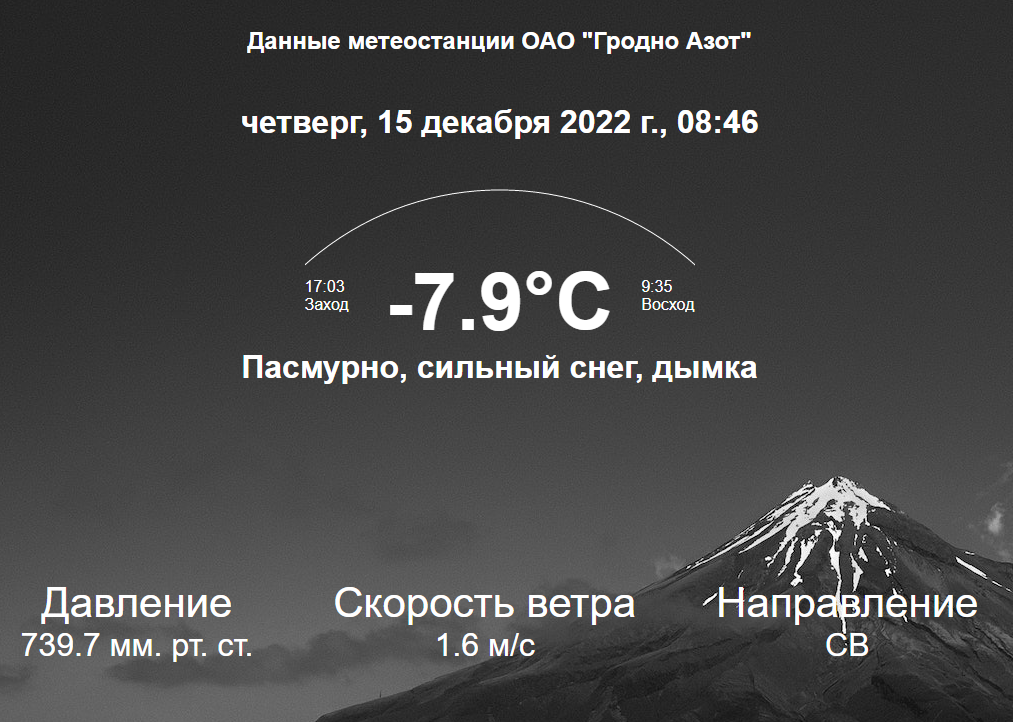 Данные метеостанции ОАО "Гродно Азот"
четверг, 15 декабря 2022 г., 08:46
17:03
Заход
-7.9°C
9:35
Восход
Пасмурно, сильный снег, дымка
Давление
739.7 мм. рт. ст.
Скорость ветра
1.6 м/с
Направление
СВ